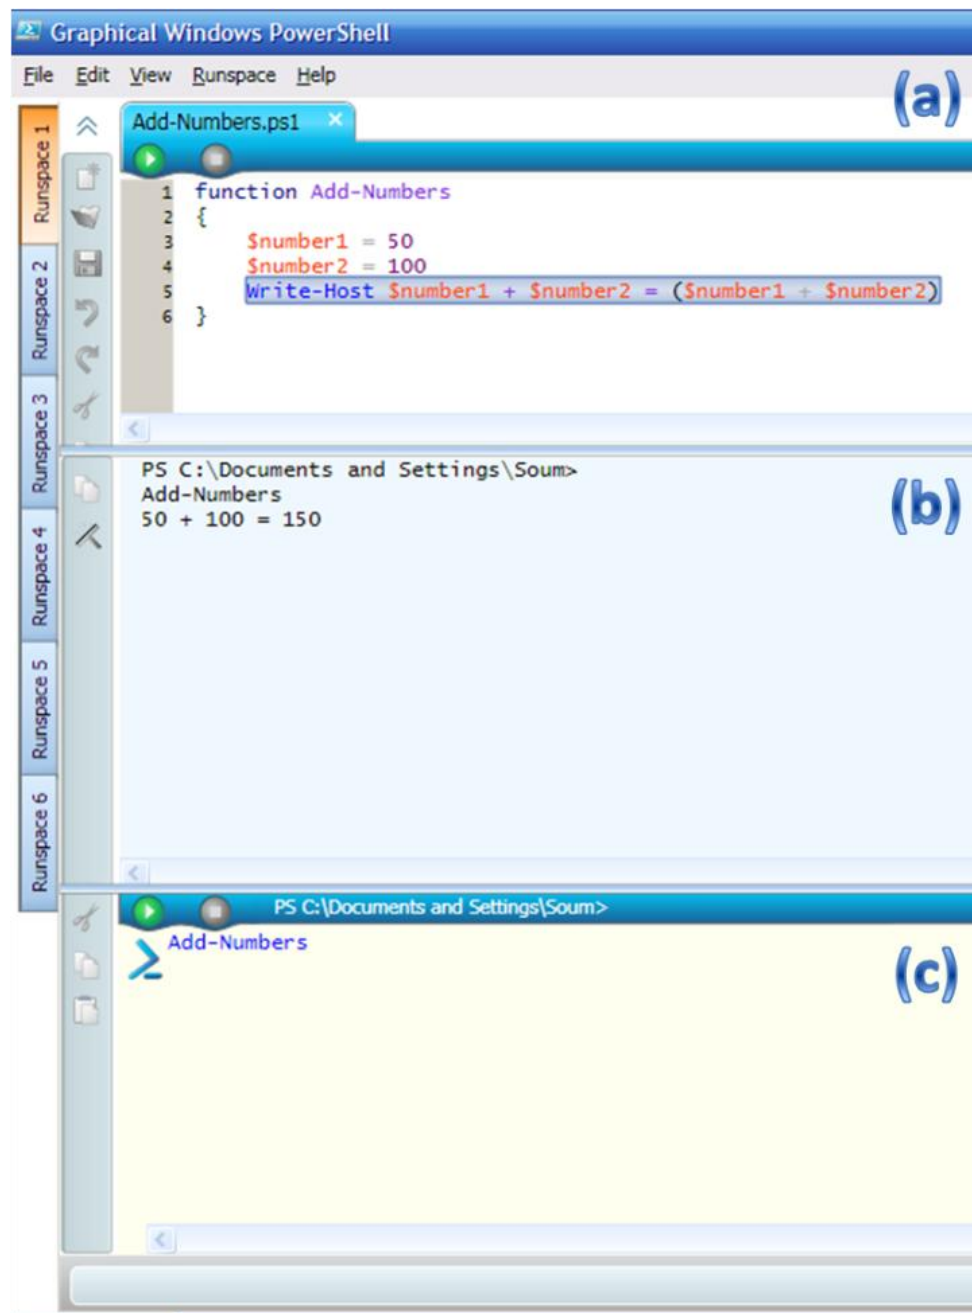 Graphical Windows PowerShell
File Edit View Runspace Help
(a)
Runspace 1
Runspace 2
Runspace 3
Runspace 4
Runspace 5
Runspace 6
Add-Numbers.ps1
1 function Add-Numbers
2 {
3 $number1 = 50
4 $number2 = 100
5 Write-Host $number1 + $number2 = ($number1 + $number2)
6 }
PS C:\Documents and Settings\Soum>
Add-Numbers
50 + 100 = 150
(b)
PS C:\Documents and Settings\Soum>
Add-Numbers
(c)